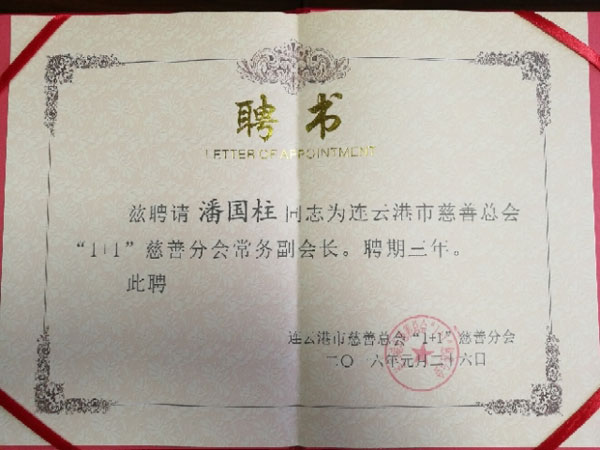 聘书
LETTER OF APPOINTMENT
兹聘请 潘国柱 同志为连云港市慈善总会
“1+1”慈善分会常务副会长。聘期三年。
此聘
连云港市慈善总会“1+1”慈善分会
二〇一六年元月二十六日